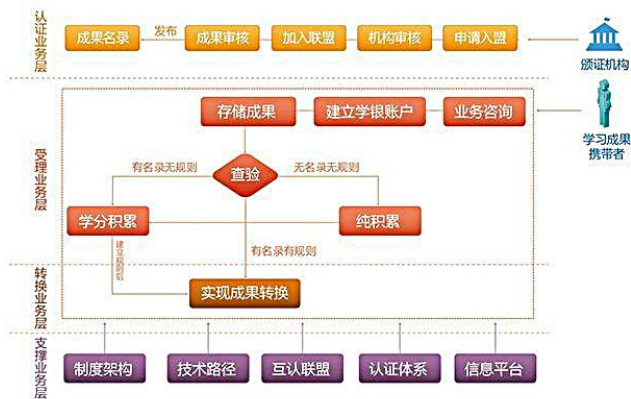 认证业务层
成果名录
发布
成果审核
加入联盟
机构审核
申请入盟
颁证机构
受理业务层
存储成果
建立学银账户
业务咨询
学习成果
携带者
有名录无规则
查验
无名录无规则
学分积累
纯积累
建立规则后
有名录有规则
转换业务层
实现成果转换
支撑业务层
制度架构
技术路径
互认联盟
认证体系
信息平台